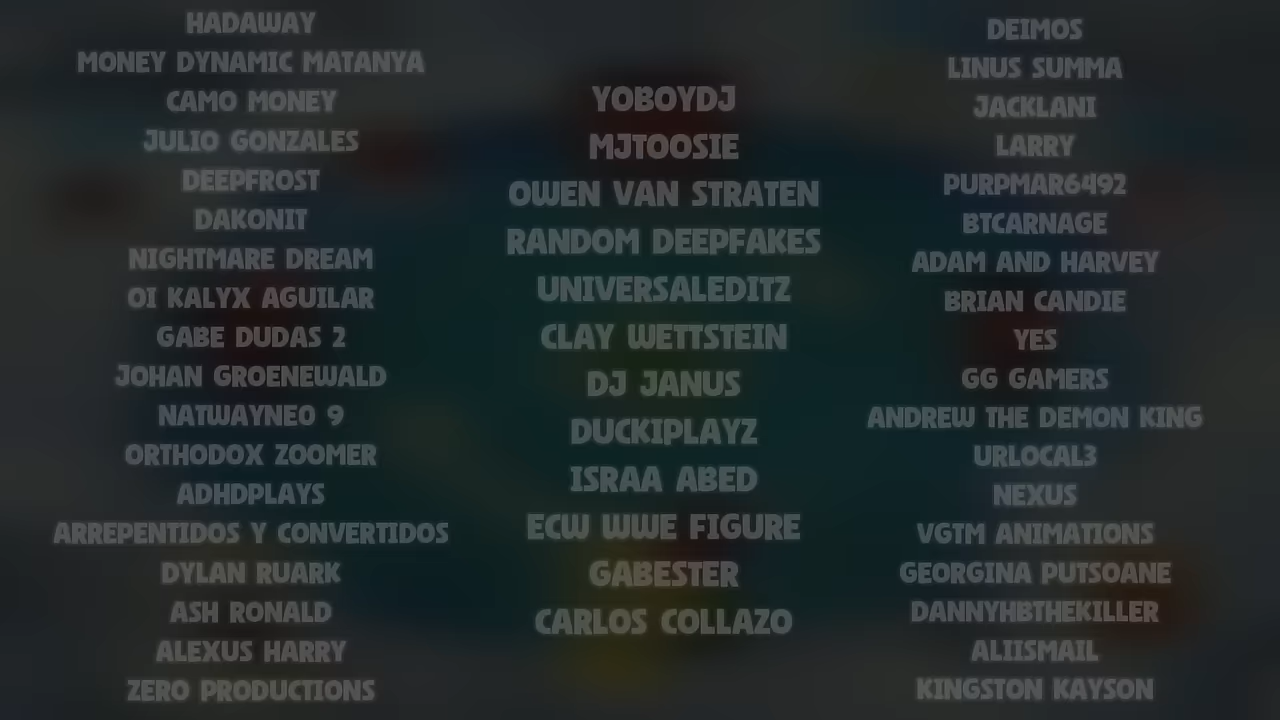 HADAWAY
MONEY DYNAMIC MATANYA
CAMO MONEY
JULIO GONZALES
DEEPFROST
DAKONIT
NIGHTMARE DREAM
OI KALYX AGUILAR
GABE DUDAS 2
JOHAN GROENEWALD
NATWAYNEO 9
ORTHODOX ZOOMER
ADHDPLAYS
ARREPENTIDOS Y CONVERTIDOS
DYLAN RUARK
ASH RONALD
ALEXUS HARRY
ZERO PRODUCTIONS
YOBOYDJ
MJTOOSIE
OWEN VAN STRATEN
RANDOM DEEPFAKES
UNIVERSALEDITZ
CLAY WETTSTEIN
DJ JANUS
DUCKIPLAYZ
ISRAA ABED
ECW WWE FIGURE
GABESTER
CARLOS COLLAZO
DEIMOS
LINUS SUMMA
JACKLANI
LARRY
PURPMAR6492
BTCARNAGE
ADAM AND HARVEY
BRIAN CANDIE
YES
GG GAMERS
ANDREW THE DEMON KING
URLOCAL3
NEXUS
VGTM ANIMATIONS
GEORGINA PUTSOANE
DANNYHBTHEKILLER
ALIISMAIL
KINGSTON KAYSON